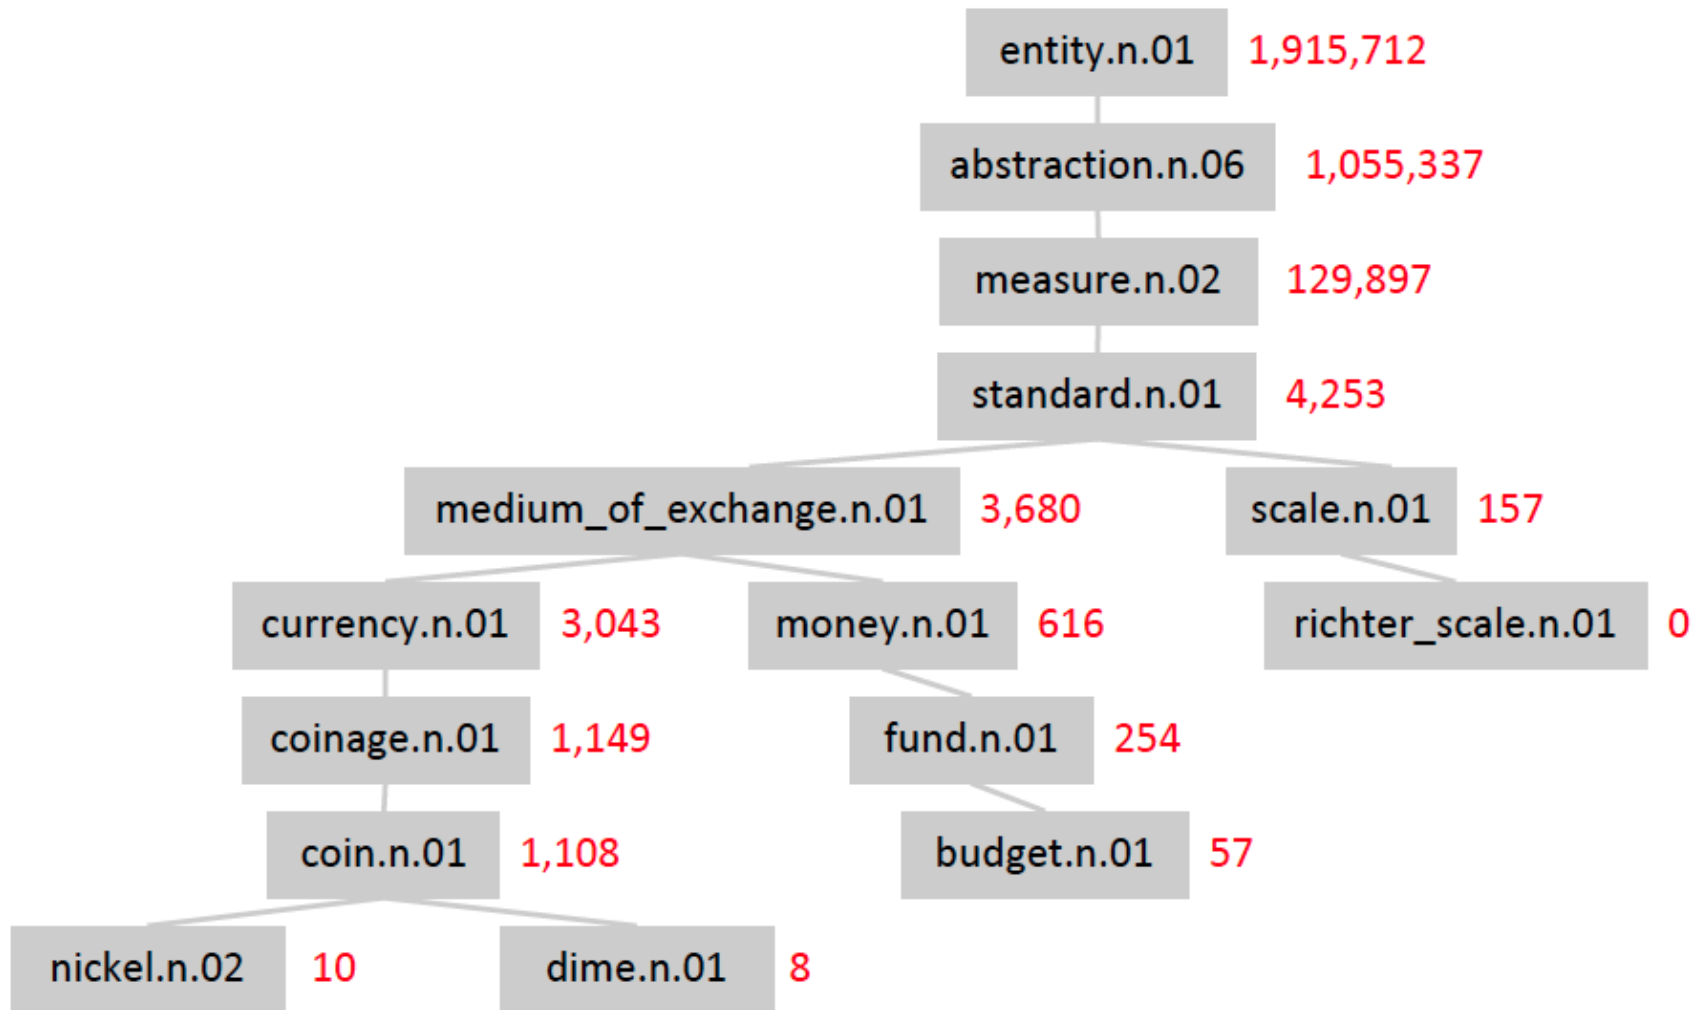 entity.n.01 1,915,712
abstraction.n.06 1,055,337
measure.n.02 129,897
standard.n.01 4,253
medium_of_exchange.n.01 3,680 scale.n.01 157
currency.n.01 3,043 money.n.01 616 richter_scale.n.01 0
coinage.n.01 1,149 fund.n.01 254
coin.n.01 1,108 budget.n.01 57
nickel.n.02 10 dime.n.01 8